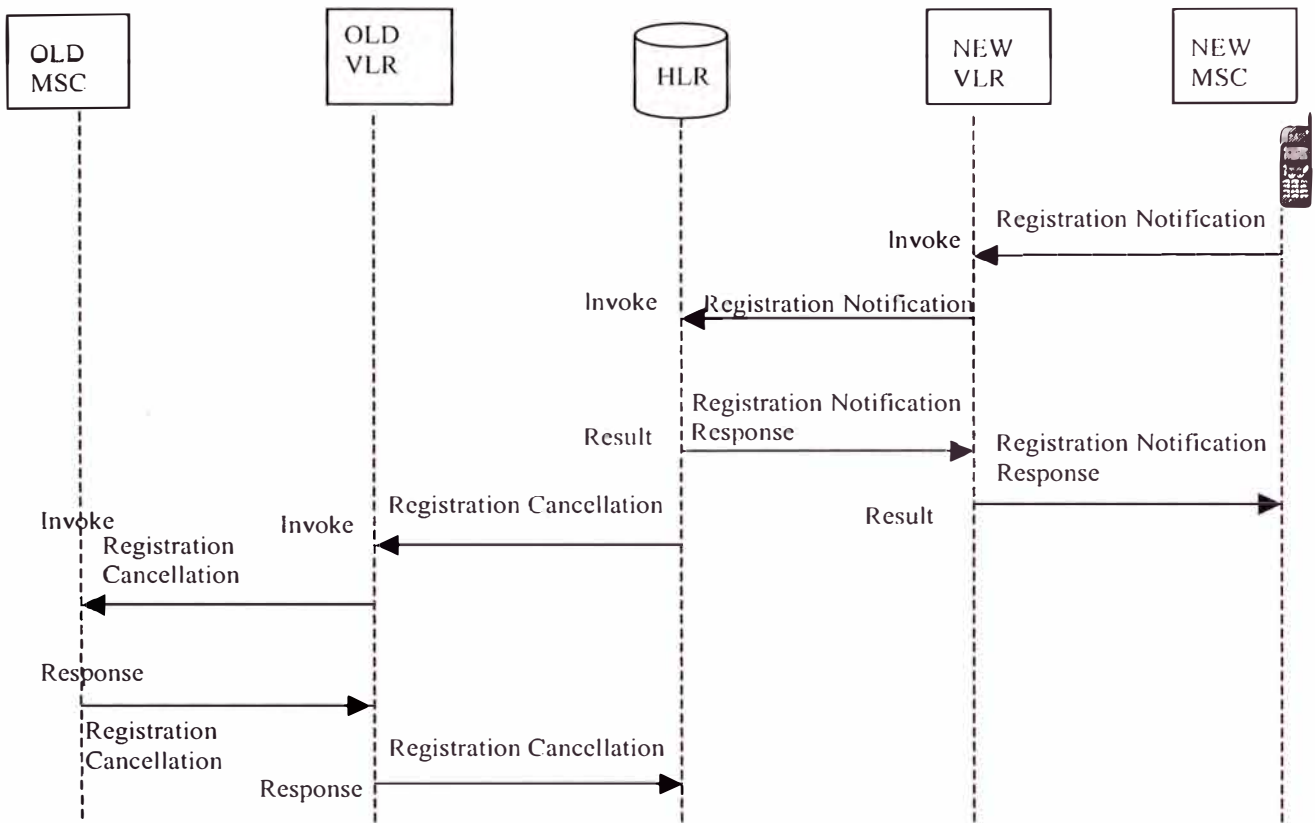 OLD
MSC
OLD
VLR
HLR
NEW
VLR
NEW
MSC
Registration Notification
Invoke
Invoke
Registration Notification
Registration Notification
Response
Result
Registration Notification
Response
Result
Registration Cancellation
Invoke
Invoke
Registration
Cancellation
Response
Registration
Cancellation
Registration Cancellation
Response